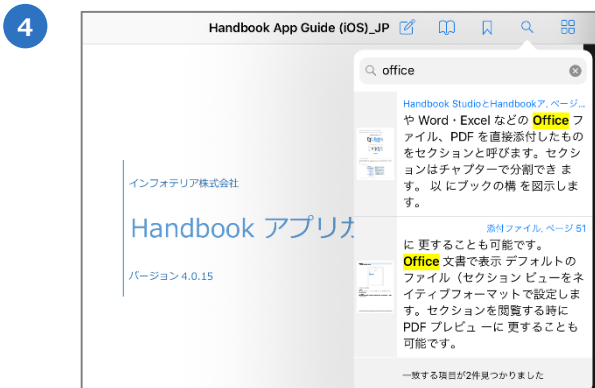 4
Handbook App Guide (iOS)_JP
office
Handbook StudioとHandbookア, ページ...
や Word・Excel などの Office フ
ァイル、PDF を直接添付したもの
をセクションと呼びます。セクシ
ョンはチャプターで分割でき ま
す。 以 にブックの構 を図示しま
す。
添付ファイル, ページ 51
に 更することも可能です。
Office 文書で表示 デフォルトの
ファイル（セクション ビューをネ
イティブフォーマットで設定しま
す。セクションを閲覧する時に
PDF プレビュ ーに 更することも
可能です。
一致する項目が2件見つかりました
インフォテリア株式会社
Handbook アプリカ
バージョン 4.0.15